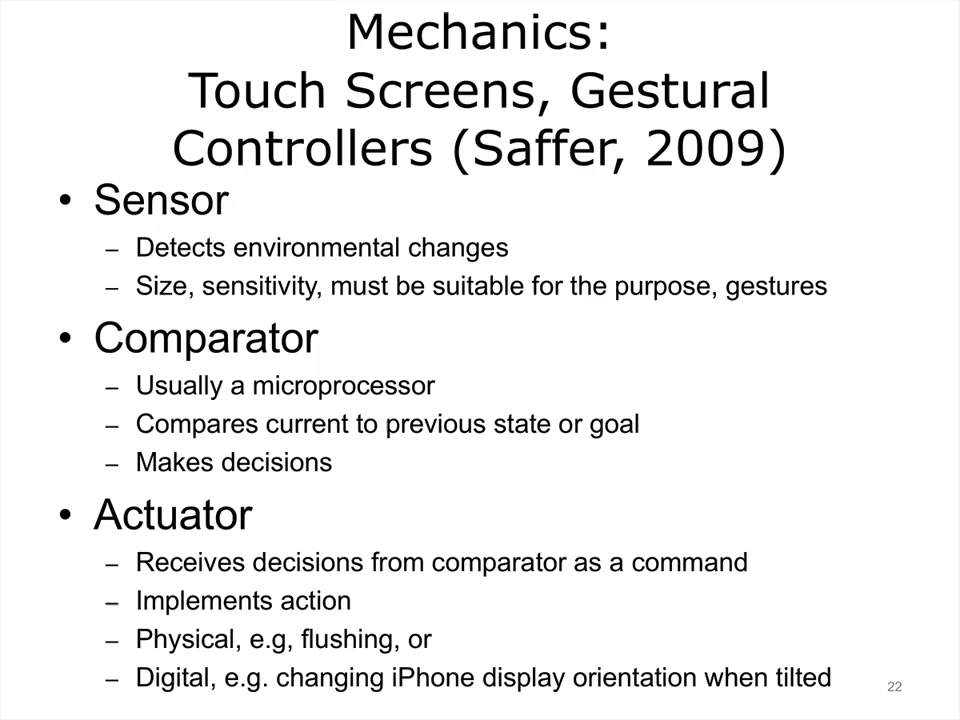 Mechanics:
Touch Screens, Gestural
Controllers (Saffer, 2009)
• Sensor
– Detects environmental changes
– Size, sensitivity, must be suitable for the purpose, gestures
• Comparator
– Usually a microprocessor
– Compares current to previous state or goal
– Makes decisions
• Actuator
– Receives decisions from comparator as a command
– Implements action
– Physical, e.g, flushing, or
– Digital, e.g. changing iPhone display orientation when tilted
22